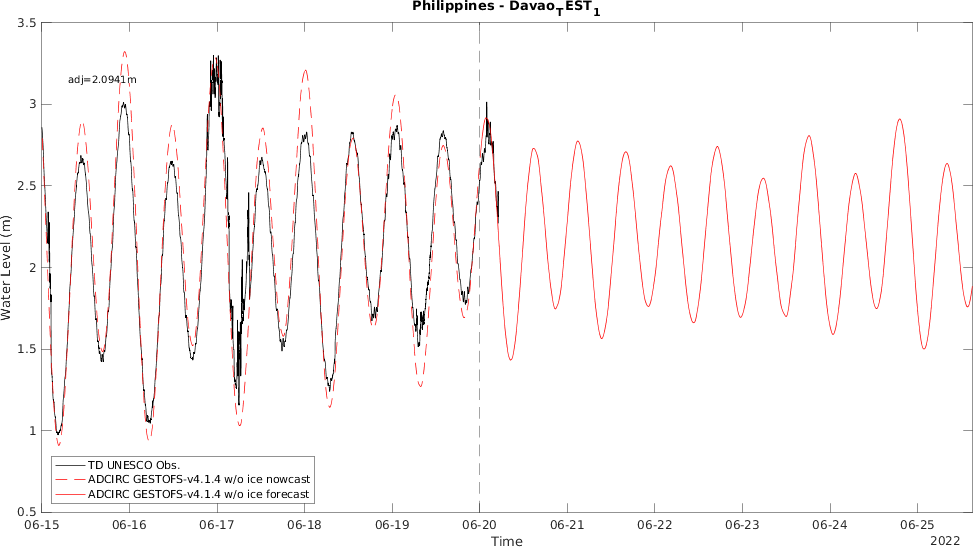 Philippines - Davao_TEST_1
3.5
adj=2.0941m
3
2.5
2
1.5
1
0.5
Water Level (m)
TD UNESCO Obs.
ADCIRC GESTOFS-v4.1.4 w/o ice nowcast
ADCIRC GESTOFS-v4.1.4 w/o ice forecast
06-15 06-16 06-17 06-18 06-19 06-20 06-21 06-22 06-23 06-24 06-25
Time
2022